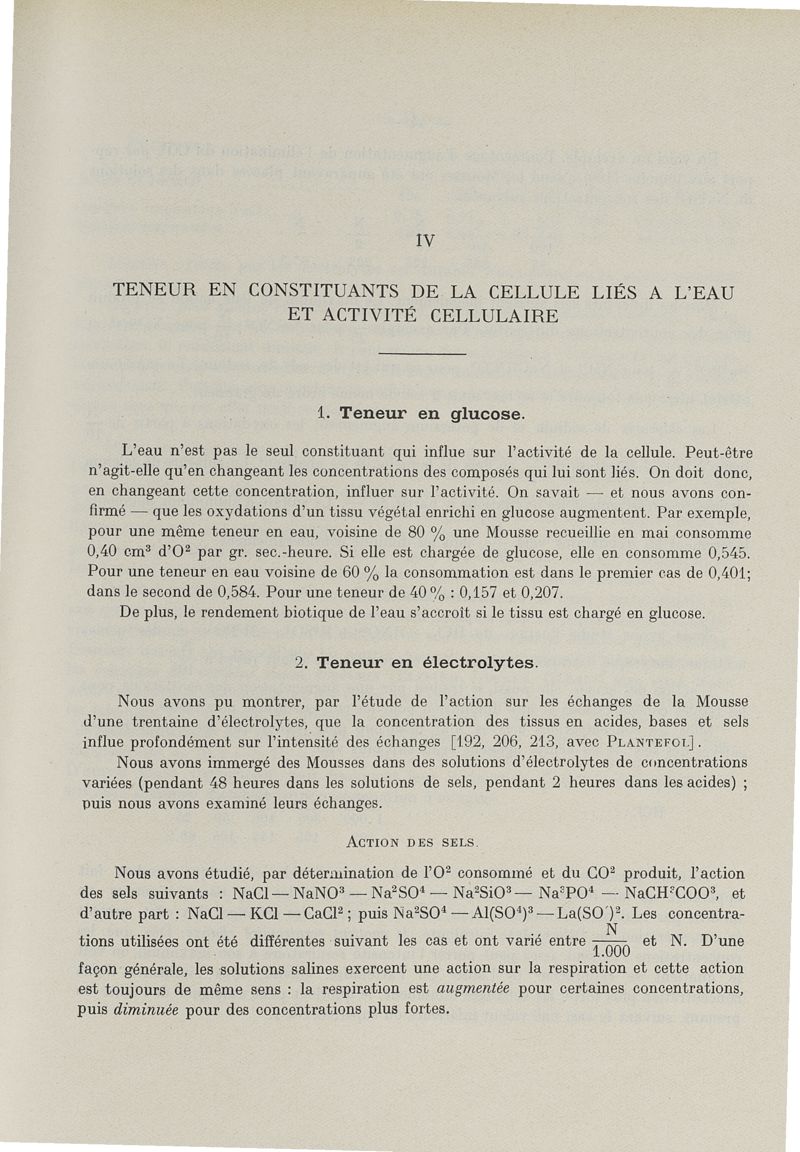 IV
TENEUR EN CONSTITUANTS DE LA CELLULE LIÉS A L'EAU
ET ACTIVITÉ CELLULAIRE
1. Teneur en glucose.
L'eau n'est pas le seul constituant qui influe sur l'activité de la cellule. Peut-être
n'agit-elle qu'en changeant les concentrations des composés qui lui sont liés. On doit donc,
en changeant cette concentration, influer sur l'activité. On savait — et nous avons con-
firmé — que les oxydations d'un tissu végétal enrichi en glucose augmentent. Par exemple,
pour une même teneur en eau, voisine de 80 % une Mousse recueillie en mai consomme
0,40 cm³ d'O² par gr. sec.-heure. Si elle est chargée de glucose, elle en consomme 0,545.
Pour une teneur en eau voisine de 60 % la consommation est dans le premier cas de 0,401;
dans le second de 0,584. Pour une teneur de 40 % : 0,157 et 0,207.
De plus, le rendement biotique de l'eau s'accroît si le tissu est chargé en glucose.
2. Teneur en électrolytes.
Nous avons pu montrer, par l'étude de l'action sur les échanges de la Mousse
d'une trentaine d'électrolytes, que la concentration des tissus en acides, bases et sels
influe profondément sur l'intensité des échanges [192, 206, 213, avec PLANTEFOL].
Nous avons immergé des Mousses dans des solutions d'électrolytes de concentrations
variées (pendant 48 heures dans les solutions de sels, pendant 2 heures dans les acides) ;
puis nous avons examiné leurs échanges.
ACTION DES SELS.
Nous avons étudié, par détermination de l'O² consommé et du CO² produit, l'action
des sels suivants : NaCl — NaNO³ — Na²SO⁴ — Na²SiO³ — Na³PO⁴ — NaCH²COO³, et
d'autre part : NaCl — KCl — CaCl² ; puis Na²SO⁴ — Al(SO⁴)³ — La(SO⁴)². Les concentra-
tions utilisées ont été différentes suivant les cas et ont varié entre N/1.000 et N. D'une
façon générale, les solutions salines exercent une action sur la respiration et cette action
est toujours de même sens : la respiration est augmentée pour certaines concentrations,
puis diminuée pour des concentrations plus fortes.